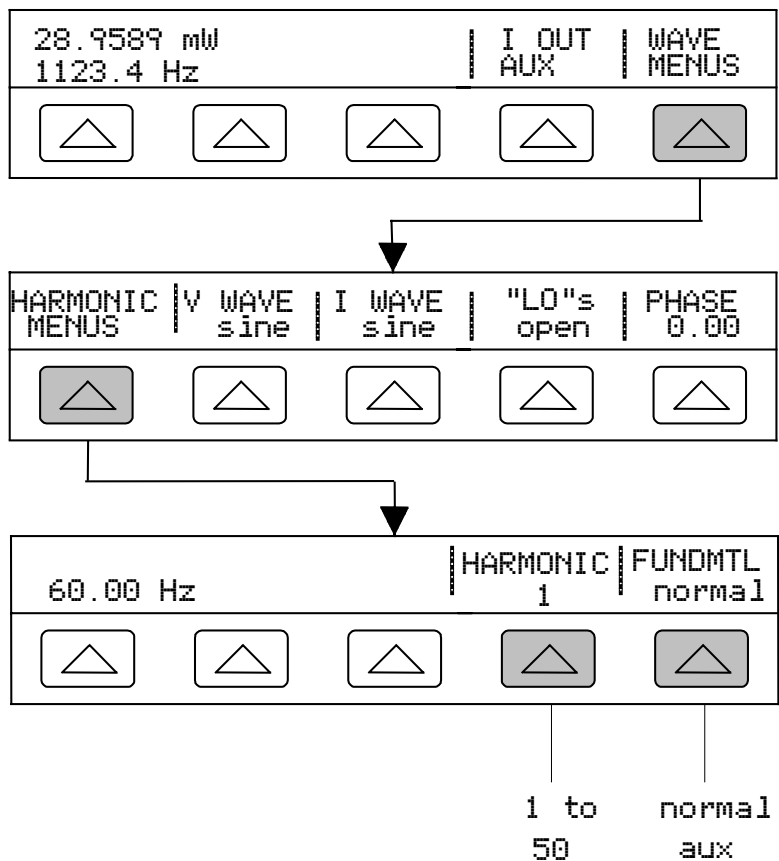 28.9589 mW
1123.4 Hz
I OUT
AUX
WAVE
MENUS
HARMONIC
MENUS
V WAVE
sine
I WAVE
sine
"LO"s
open
PHASE
0.00
60.00 Hz
HARMONIC
1
FUNDMTL
normal
1 to
50
normal
aux